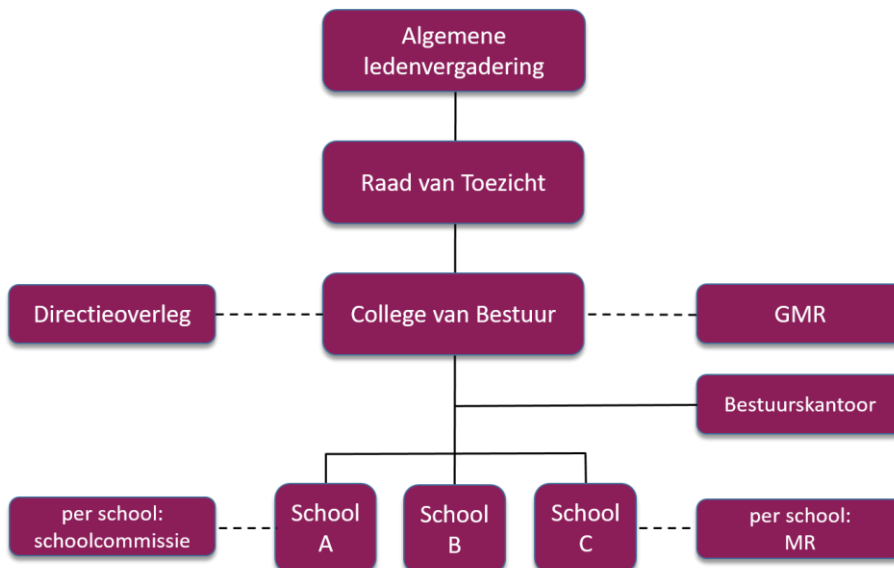 Algemene
ledenvergadering
Raad van Toezicht
Directieoverleg
College van Bestuur
GMR
Bestuurskantoor
per school:
schoolcommissie
School
A
School
B
School
C
per school:
MR